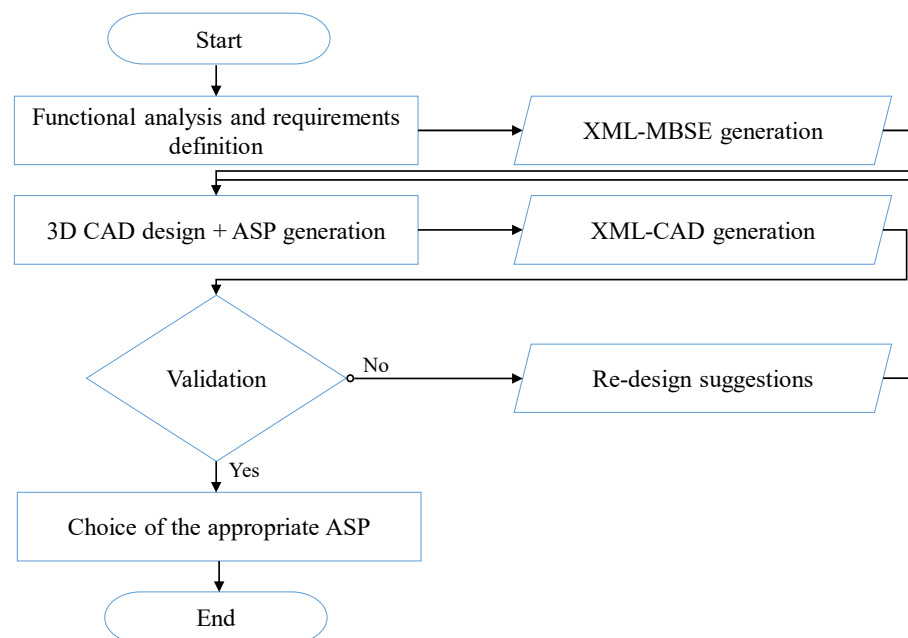 Start
Functional analysis and requirements
definition
XML-MBSE generation
3D CAD design + ASP generation
XML-CAD generation
Validation
No
Re-design suggestions
Yes
Choice of the appropriate ASP
End